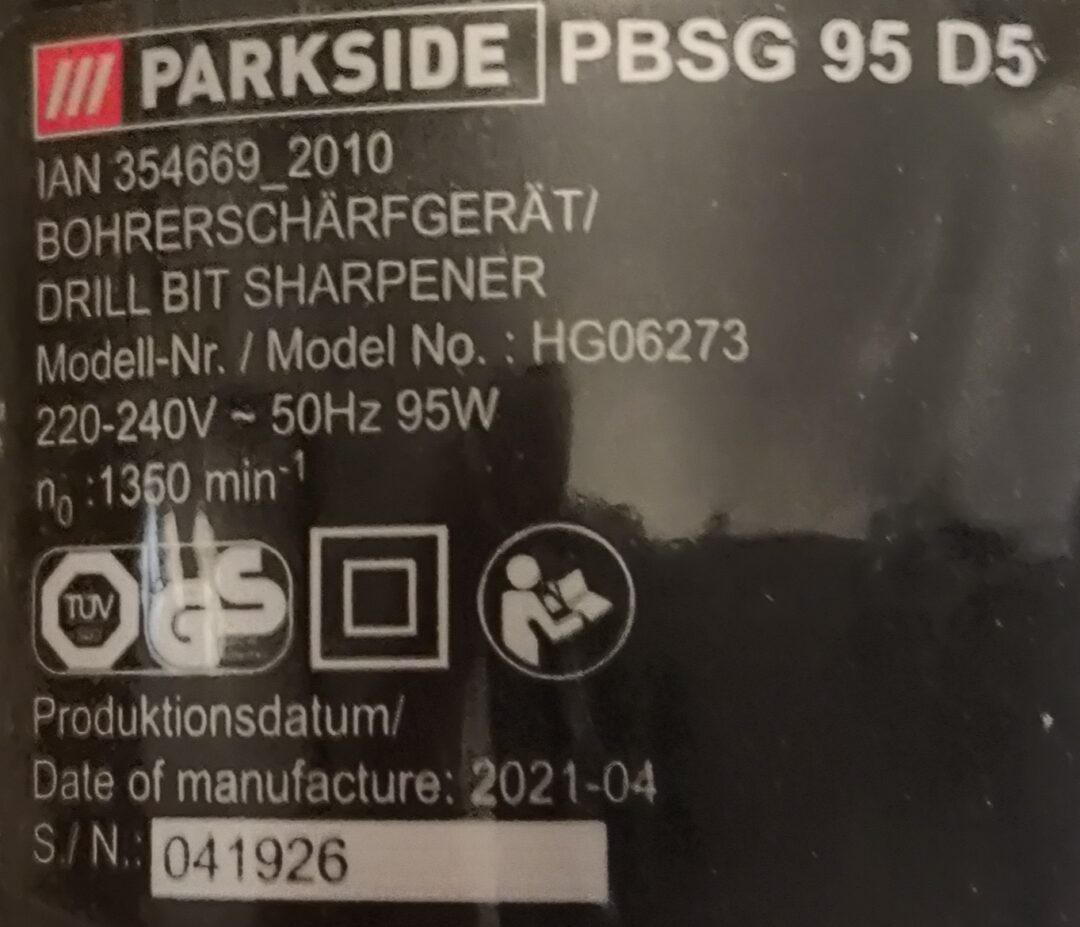 PARKSIDE PBSG 95 D5
IAN 354669_2010
BOHRERSCHÄRFGERÄT/
DRILL BIT SHARPENER
Modell-Nr. / Model No. : HG06273
220-240V ~ 50Hz 95W
n₀ :1350 min⁻¹
TÜV GS
Produktionsdatum/
Date of manufacture: 2021-04
S./ N.: 041926